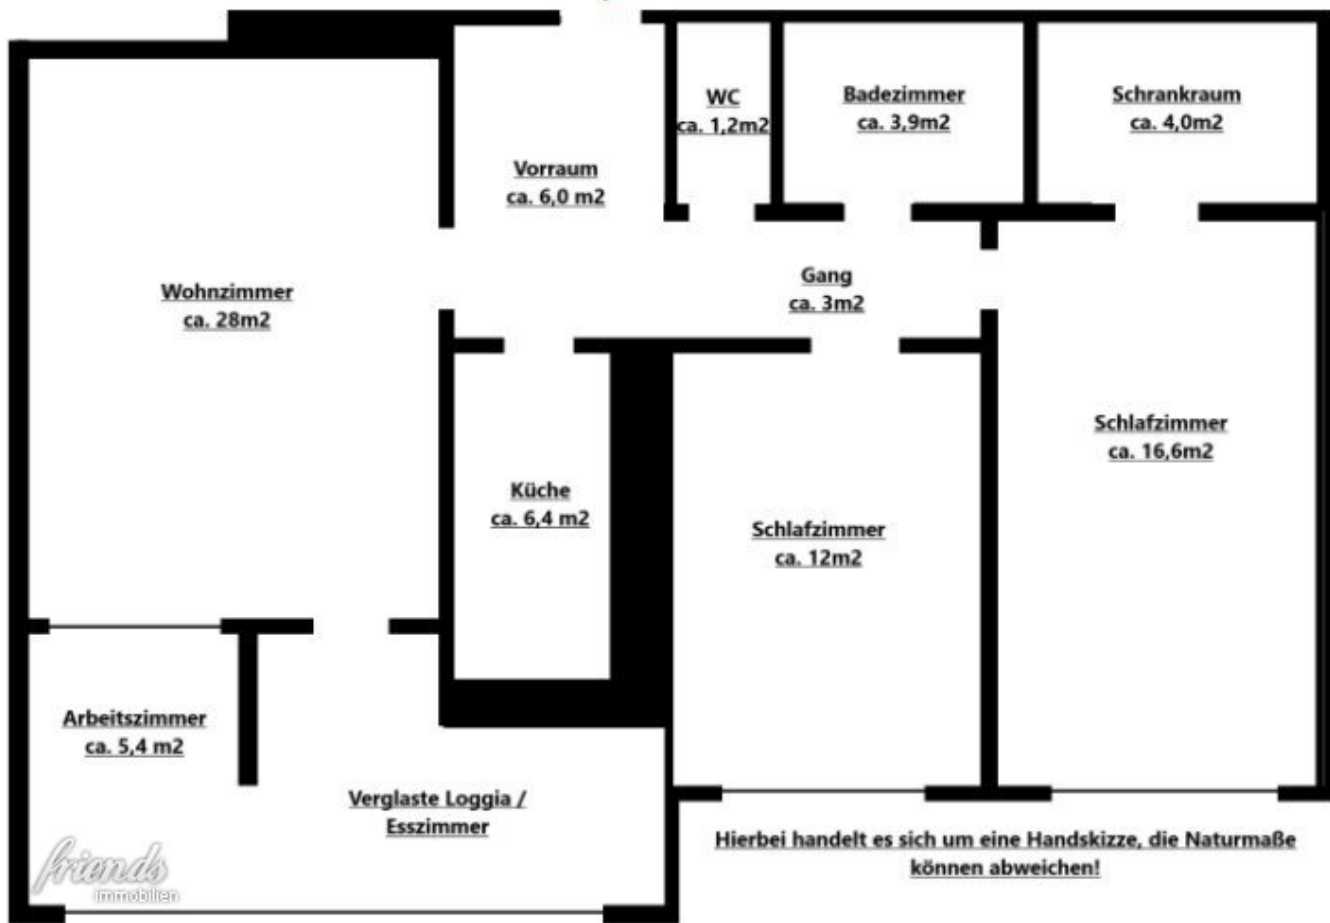 WC
ca. 1,2m2
Badezimmer
ca. 3,9m2
Schrankraum
ca. 4,0m2
Vorraum
ca. 6,0 m2
Gang
ca. 3m2
Wohnzimmer
ca. 28m2
Schlafzimmer
ca. 16,6m2
Küche
ca. 6,4 m2
Schlafzimmer
ca. 12m2
Arbeitszimmer
ca. 5,4 m2
Verglaste Loggia /
Esszimmer
Hierbei handelt es sich um eine Handskizze, die Naturmaße
können abweichen!
friends
immobilien